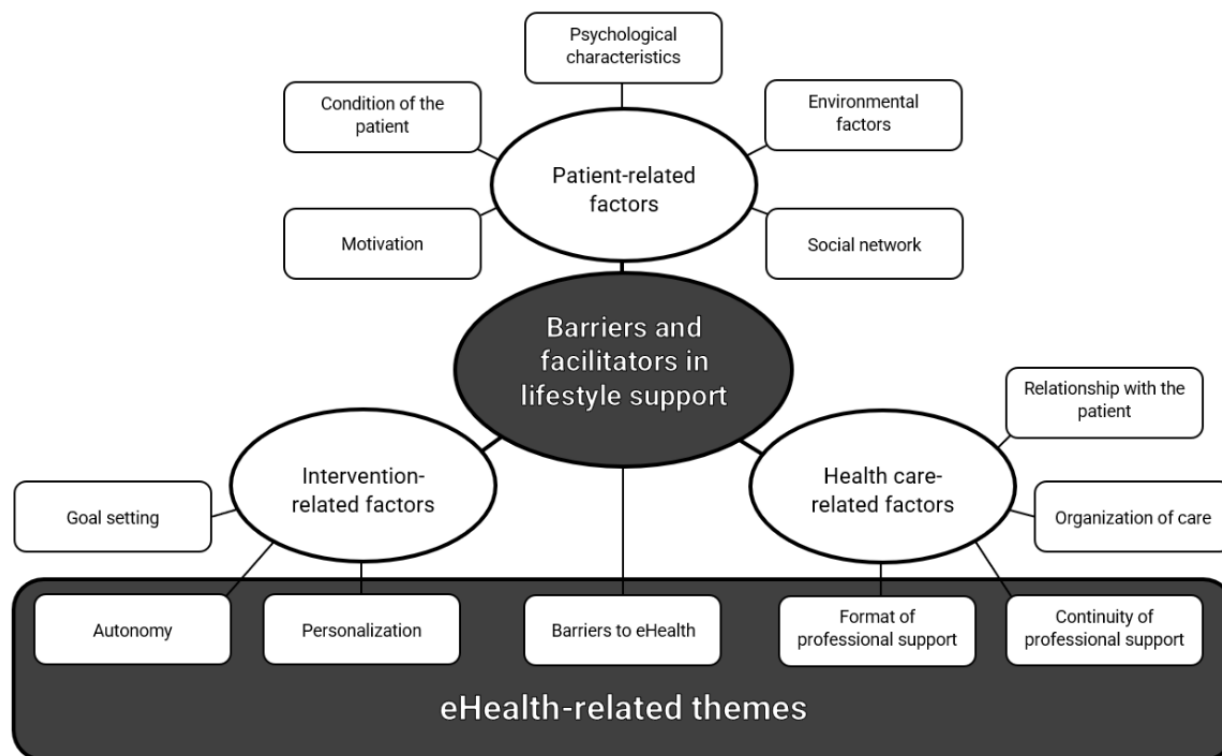 Psychological
characteristics
Condition of the
patient
Environmental
factors
Patient-related
factors
Motivation
Social network
Barriers and
facilitators in
lifestyle support
Relationship with the
patient
Intervention-
related factors
Health care-
related factors
Goal setting
Organization of care
Autonomy
Personalization
Barriers to eHealth
Format of
professional support
Continuity of
professional support
eHealth-related themes